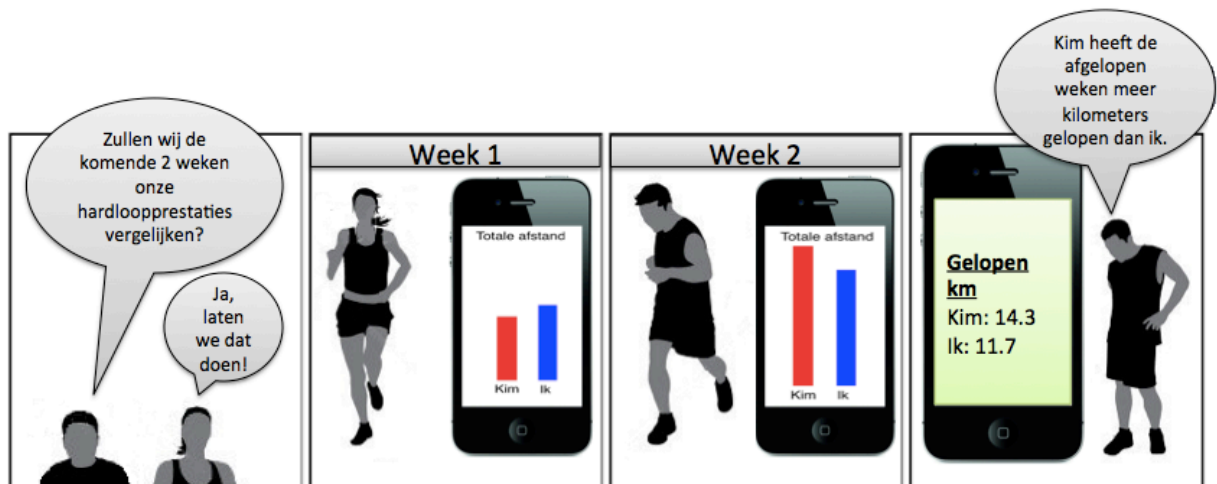 Zullen wij de
komende 2 weken
onze
hardloopprestaties
vergelijken?
Ja,
laten
we dat
doen!
Week 1
Totale afstand
Kim
Ik
Week 2
Totale afstand
Kim
Ik
Kim heeft de
afgelopen
weken meer
kilometers
gelopen dan ik.
Gelopen
km
Kim: 14.3
Ik: 11.7